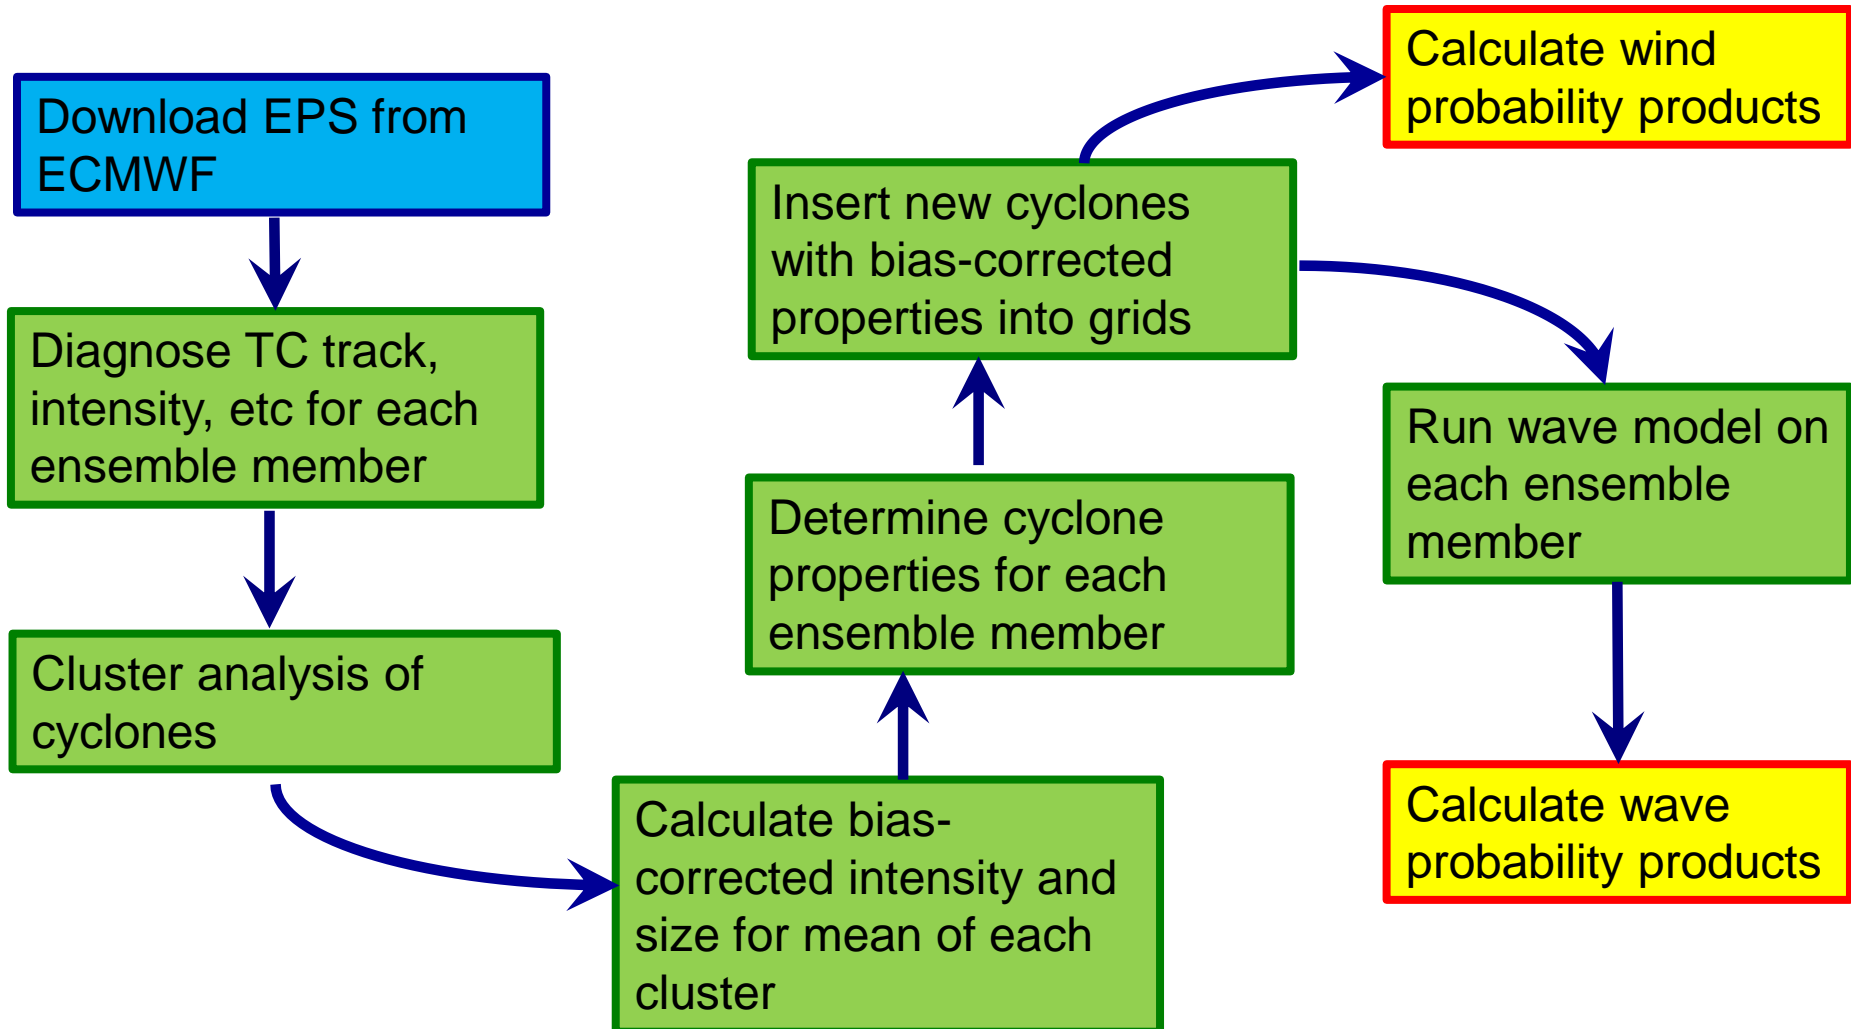 Download EPS from
ECMWF
Diagnose TC track,
intensity, etc for each
ensemble member
Cluster analysis of
cyclones
Calculate bias-
corrected intensity and
size for mean of each
cluster
Determine cyclone
properties for each
ensemble member
Insert new cyclones
with bias-corrected
properties into grids
Calculate wind
probability products
Run wave model on
each ensemble
member
Calculate wave
probability products